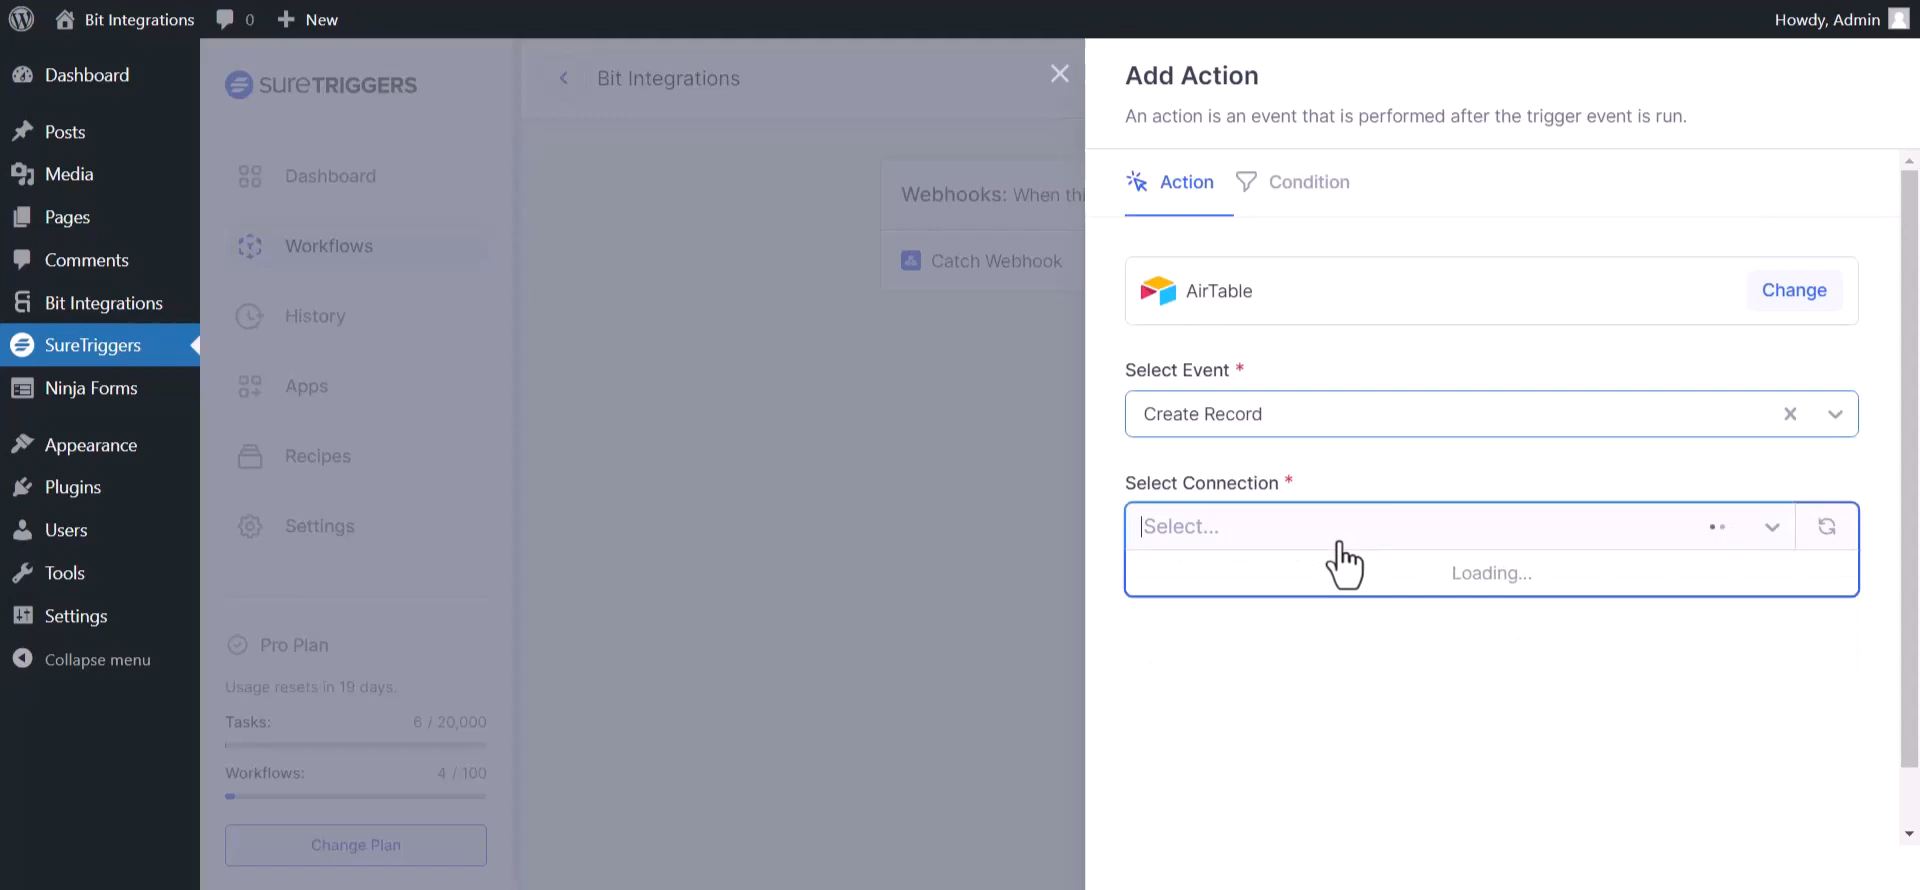 Bit Integrations
0
New
Howdy, Admin
Dashboard
Posts
Media
Pages
Comments
Bit Integrations
SureTriggers
Ninja Forms
Appearance
Plugins
Users
Tools
Settings
Collapse menu
SURETRIGGERS
Dashboard
Workflows
History
Apps
Recipes
Settings
Pro Plan
Usage resets in 19 days.
Tasks: 6 / 20,000
Workflows: 4 / 100
Change Plan
Bit Integrations
Webhooks: When thi
Catch Webhook
Add Action
An action is an event that is performed after the trigger event is run.
Action
Condition
AirTable
Change
Select Event *
Create Record
Select Connection *
Select...
Loading...